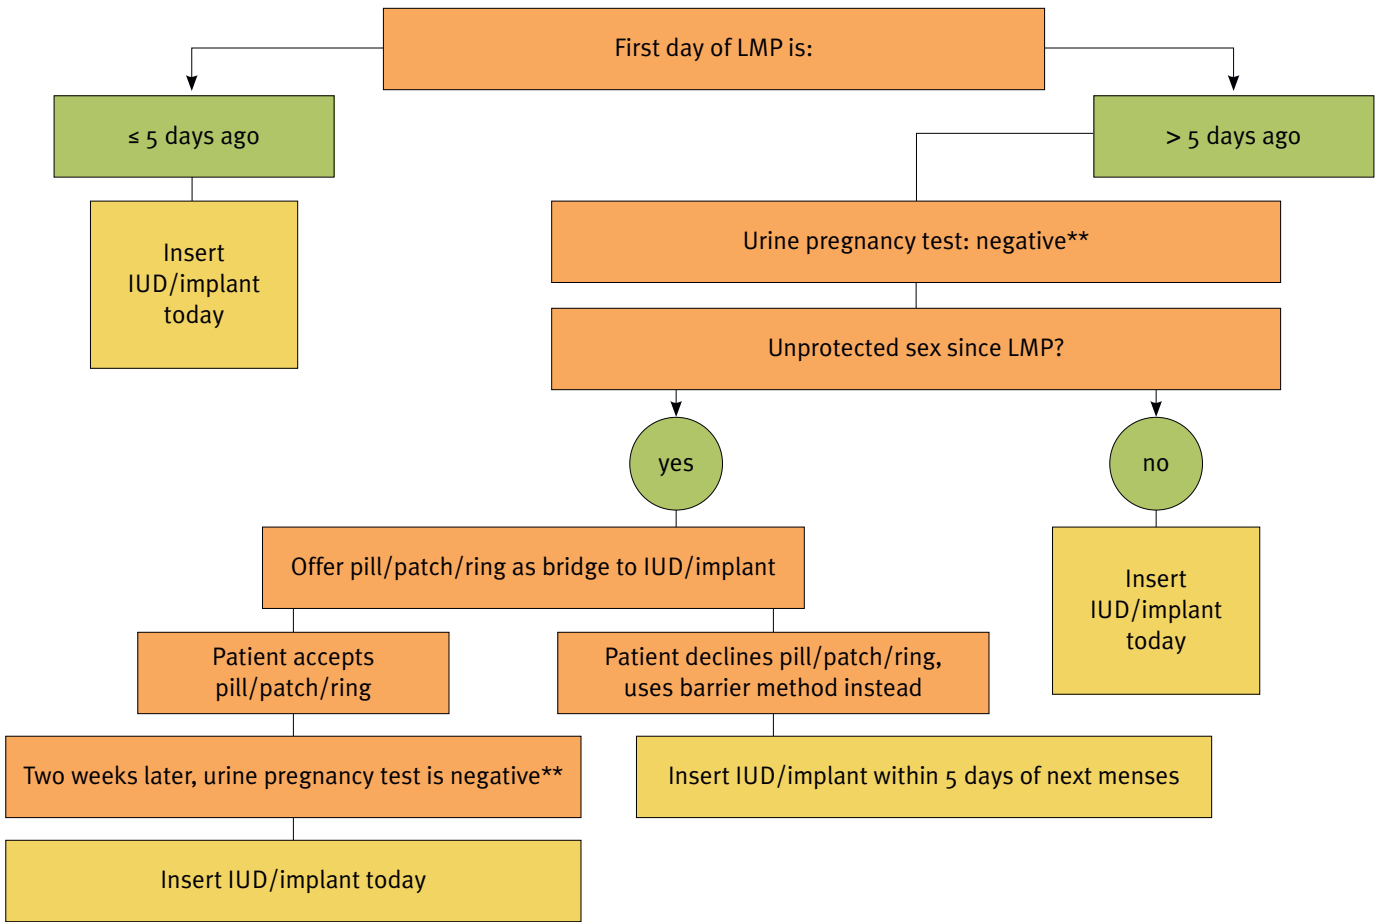 First day of LMP is:
≤ 5 days ago
> 5 days ago
Insert
IUD/implant
today
Urine pregnancy test: negative**
Unprotected sex since LMP?
yes
no
Offer pill/patch/ring as bridge to IUD/implant
Insert
IUD/implant
today
Patient accepts
pill/patch/ring
Patient declines pill/patch/ring,
uses barrier method instead
Two weeks later, urine pregnancy test is negative**
Insert IUD/implant within 5 days of next menses
Insert IUD/implant today